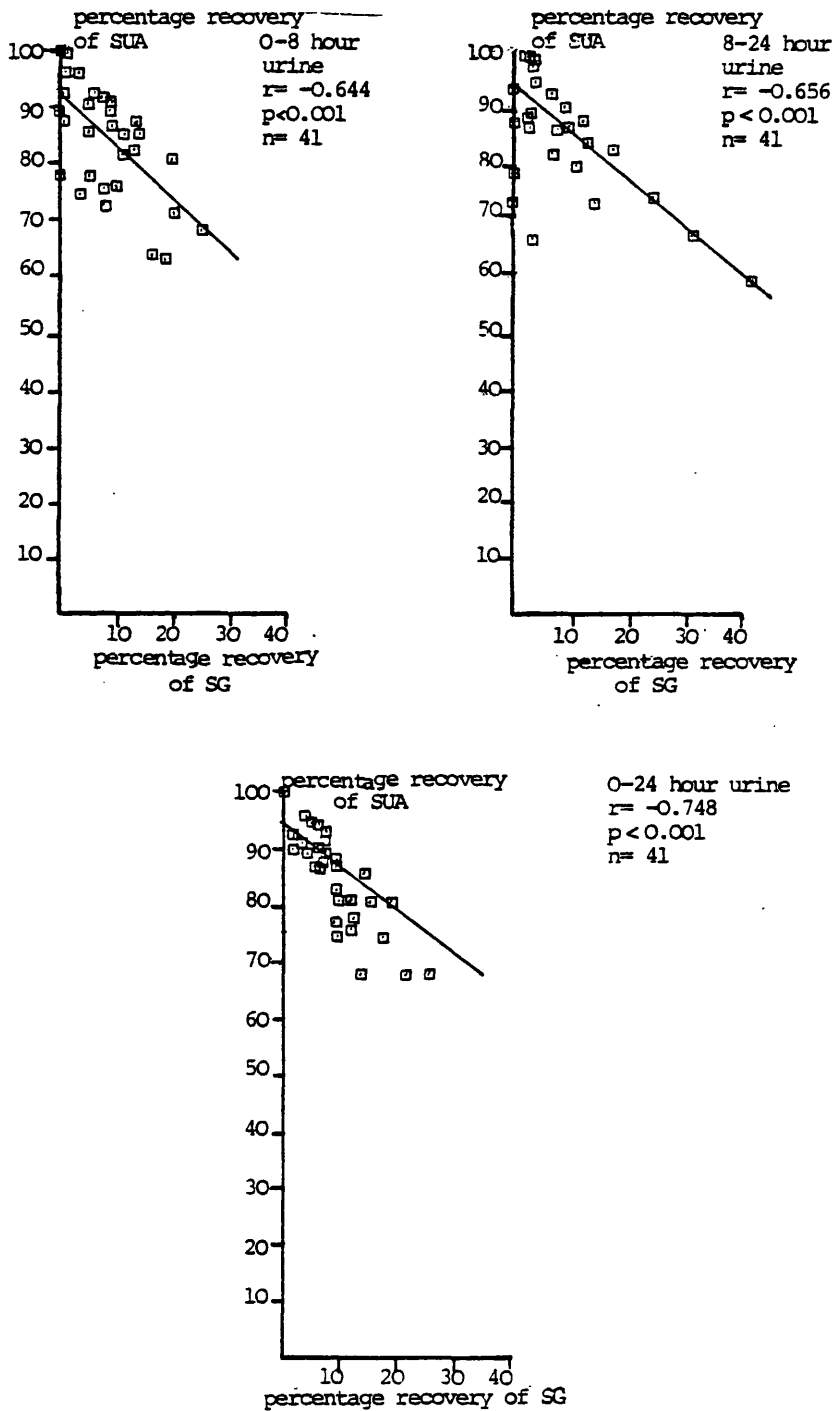 percentage recovery
of SUA
0-8 hour
urine
r= -0.644
p<0.001
n= 41
100
90
80
70
60
50
40
30
20
10
10 20 30 40
percentage recovery
of SG
percentage recovery
of SUA
8-24 hour
urine
r= -0.656
p< 0.001
n= 41
100
90
80
70
60
50
40
30
20
10
10 20 30 40
percentage recovery
of SG
percentage recovery
of SUA
0-24 hour urine
r= -0.748
p< 0.001
n= 41
100
90
80
70
60
50
40
30
20
10
10 20 30 40
percentage recovery of SG